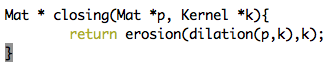 Mat * closing(Mat *p, Kernel *k){
        return erosion(dilation(p,k),k);
}